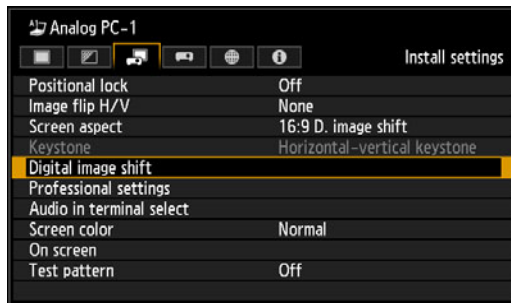 Analog PC-1
Install settings
Positional lock Off
Image flip H/V None
Screen aspect 16:9 D. image shift
Keystone Horizontal-vertical keystone
Digital image shift
Professional settings
Audio in terminal select
Screen color Normal
On screen
Test pattern Off